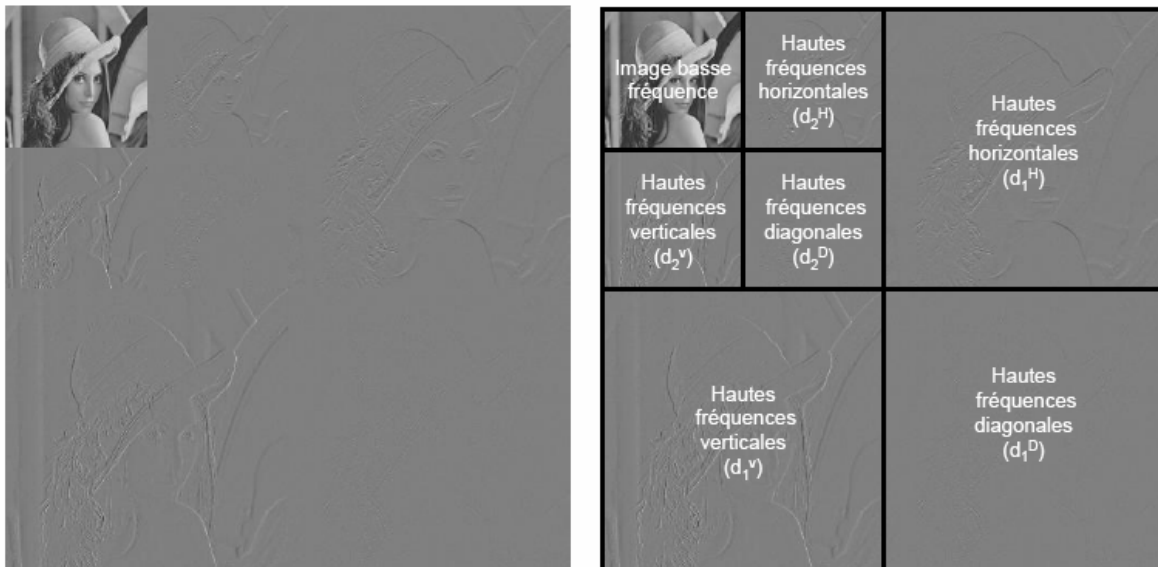 Image basse
fréquence
Hautes
fréquences
horizontales
(d₂ᴴ)
Hautes
fréquences
horizontales
(d₁ᴴ)
Hautes
fréquences
verticales
(d₂ᵛ)
Hautes
fréquences
diagonales
(d₂ᴰ)
Hautes
fréquences
verticales
(d₁ᵛ)
Hautes
fréquences
diagonales
(d₁ᴰ)